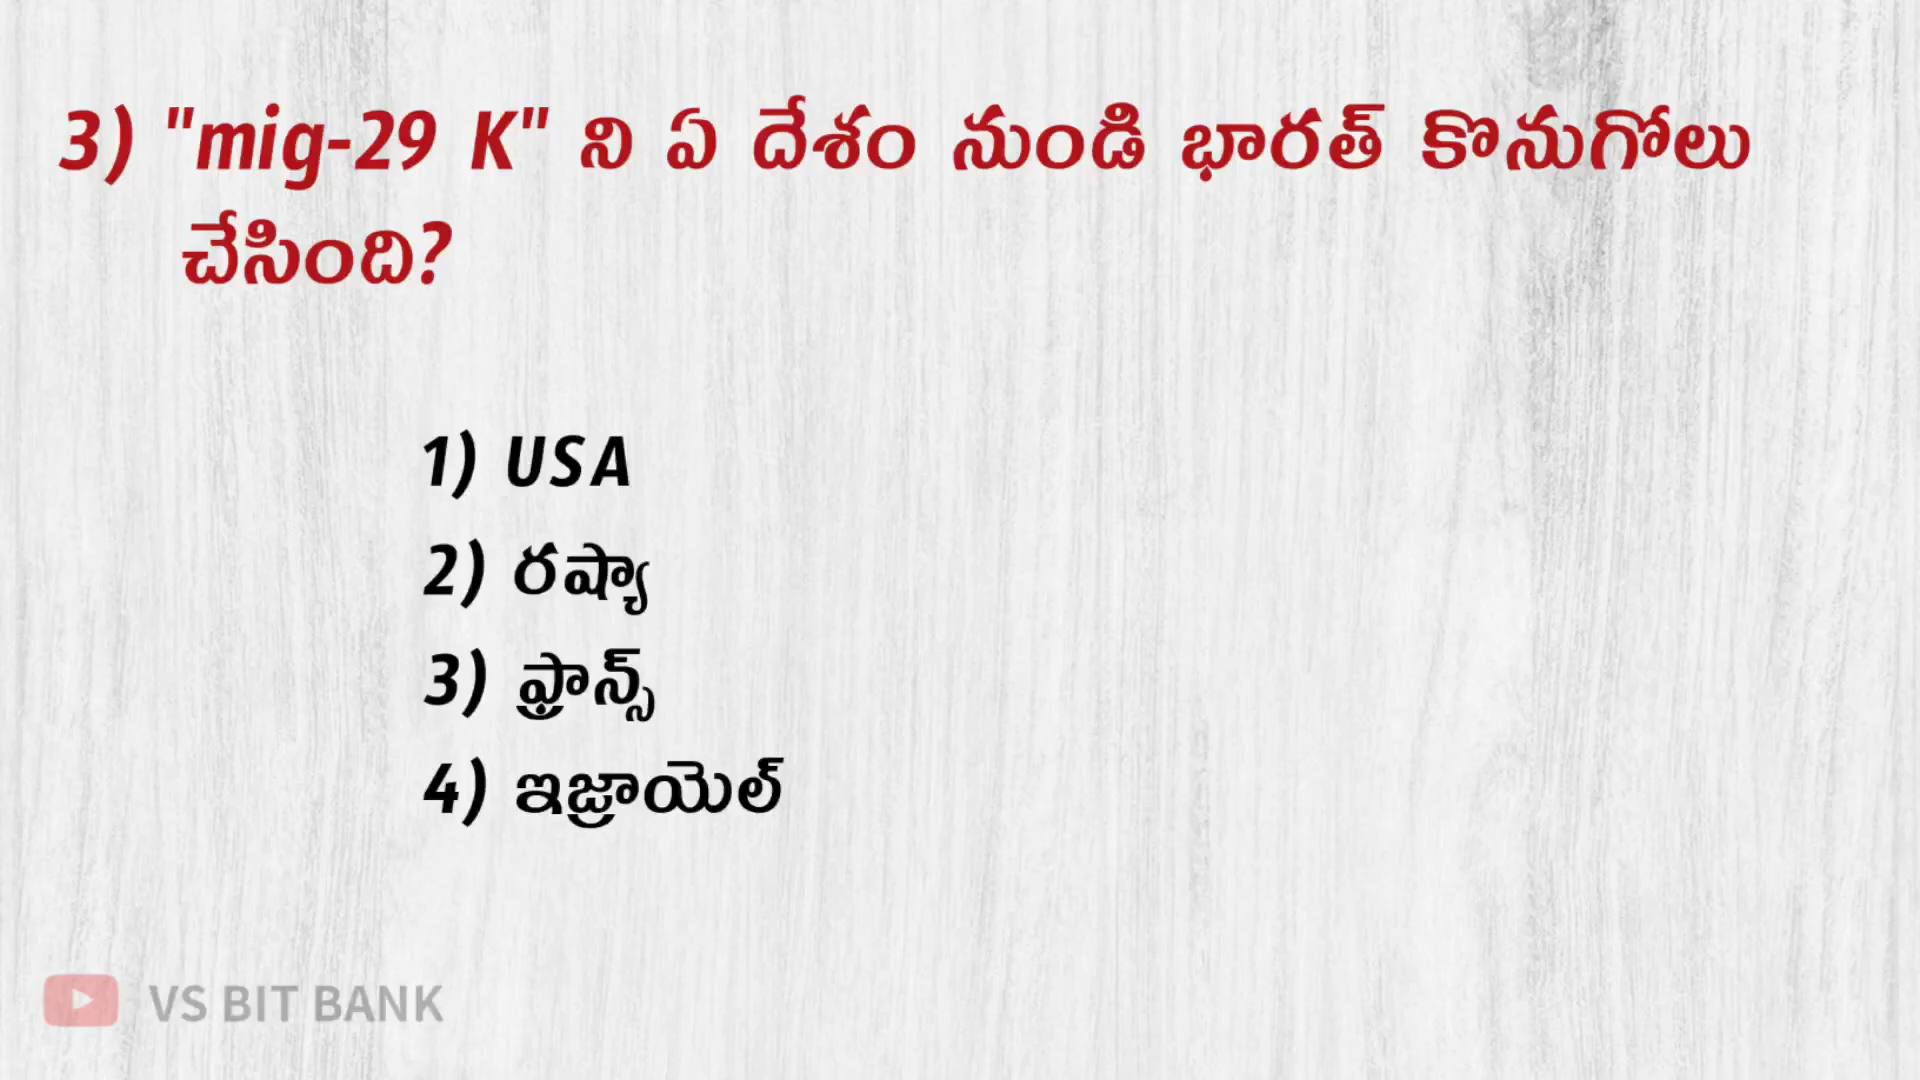 3) "mig-29 K" ని ఏ దేశం నుండి భారత్ కొనుగోలు
చేసింది?
1) USA
2) రష్యా
3) ఫ్రాన్స్
4) ఇజ్రాయెల్
VS BIT BANK